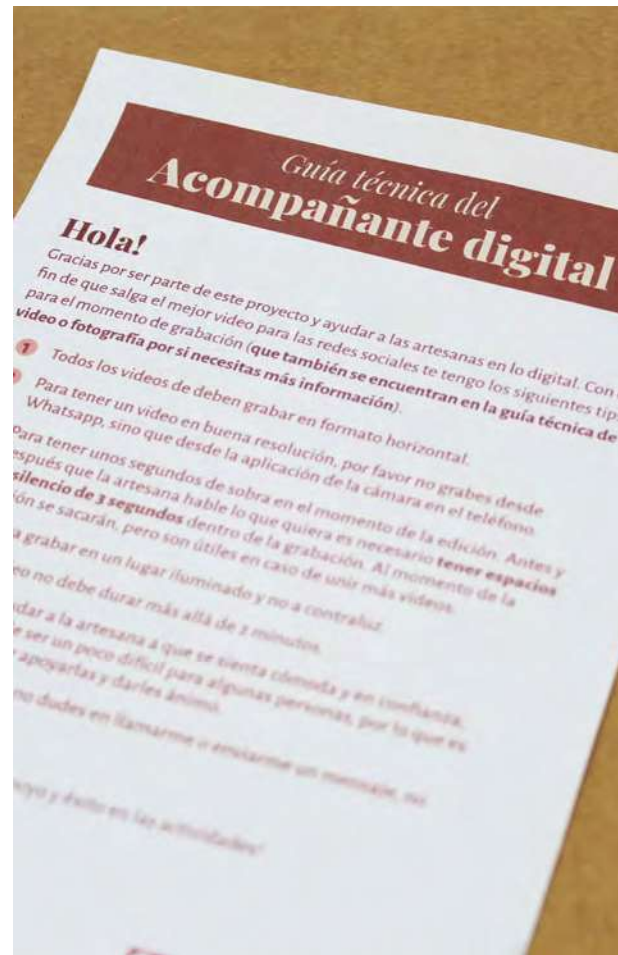 Guía técnica del
Acompañante digital
Hola!
Gracias por ser parte de este proyecto y ayudar a las artesanas en lo digital. Con
fin de que salga el mejor video para las redes sociales te tengo los siguientes tip
para el momento de grabación (que también se encuentran en la guía técnica de
video o fotografía por si necesitas más información).
1 Todos los videos de deben grabar en formato horizontal.
Para tener un video en buena resolución, por favor no grabes desde
Whatsapp, sino que desde la aplicación de la cámara en el teléfono.
Para tener unos segundos de sobra en el momento de la edición. Antes y
espués que la artesana hable lo que quiera es necesario tener espacios
silencio de 3 segundos dentro de la grabación. Al momento de la
ión se sacarán, pero son útiles en caso de unir más videos.
a grabar en un lugar iluminado y no a contraluz.
eo no debe durar más allá de 2 minutos.
udar a la artesana a que se sienta cómoda y en confianza,
e ser un poco difícil para algunas personas, por lo que es
apoyarlas y darles ánimo.
no dudes en llamarme o enviarme un mensaje, no
oyo y éxito en las actividades!